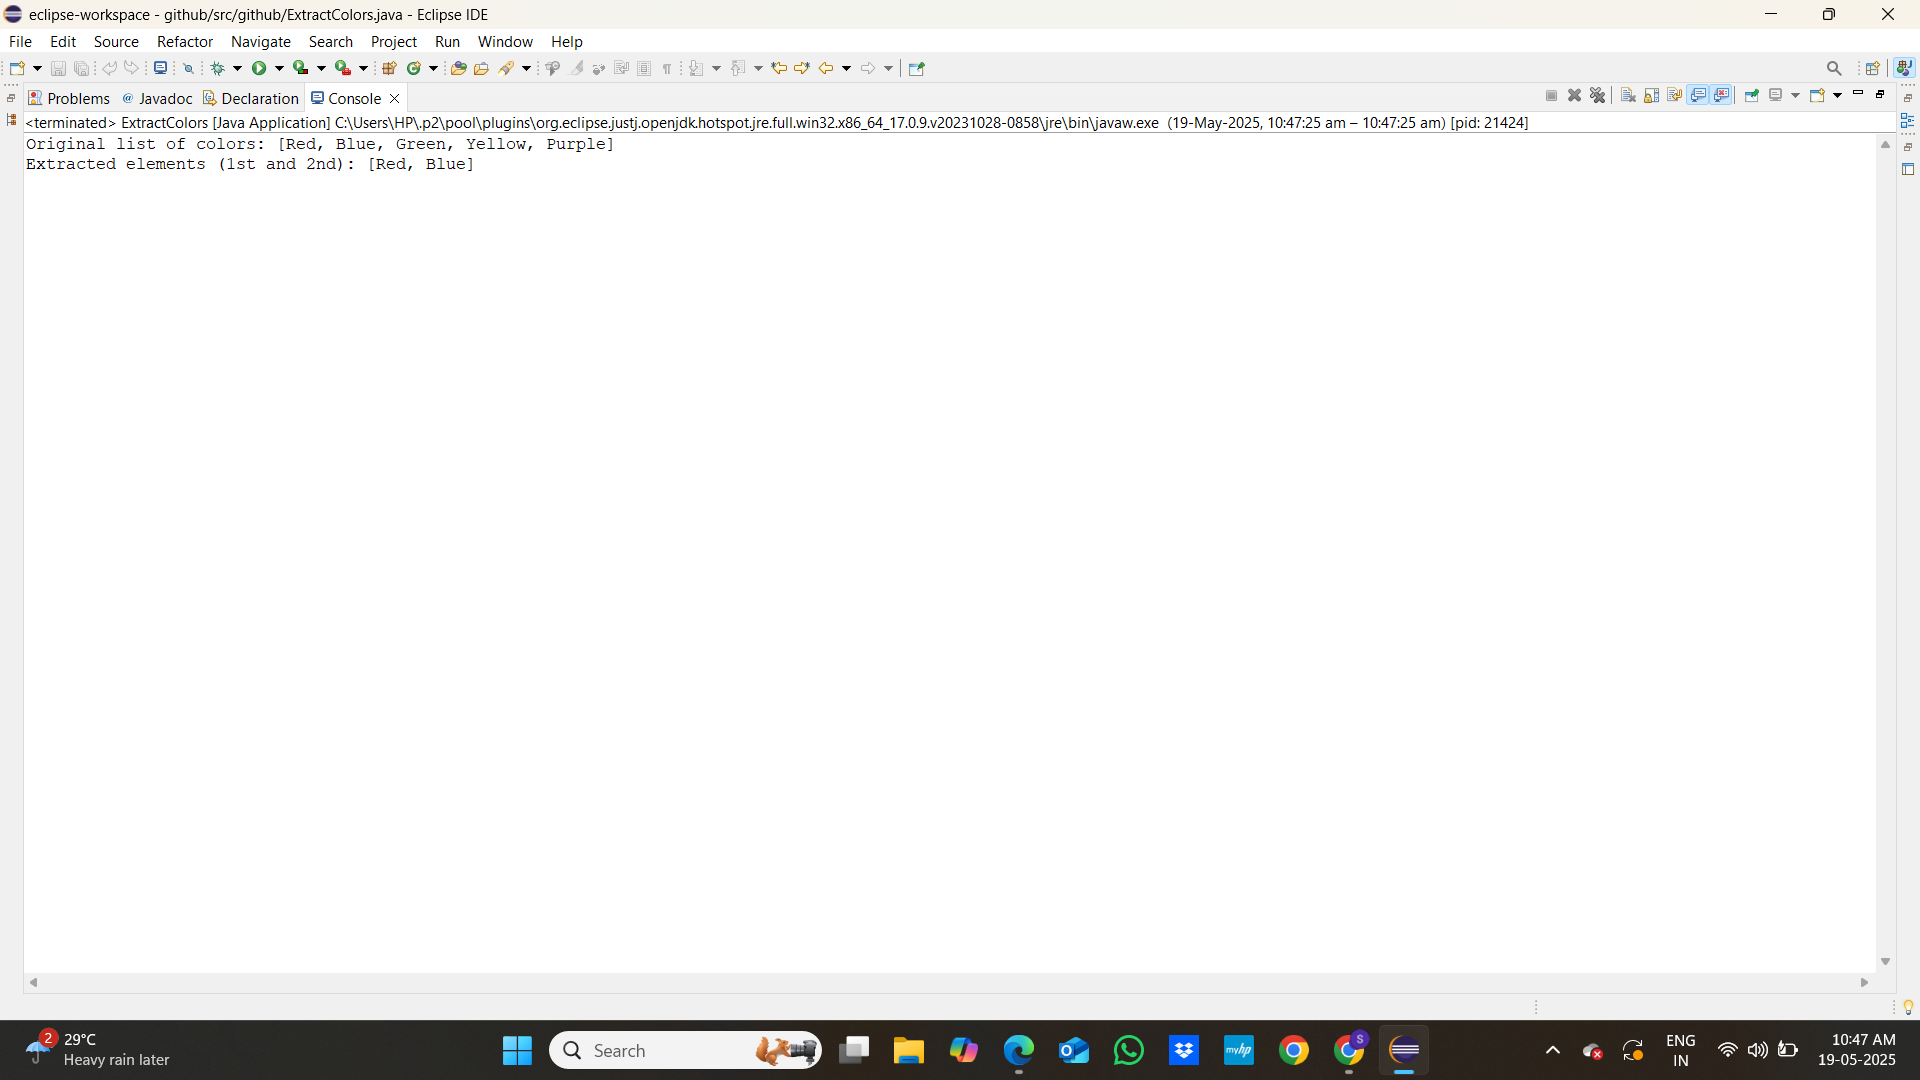 eclipse-workspace - github/src/github/ExtractColors.java - Eclipse IDE
File Edit Source Refactor Navigate Search Project Run Window Help
Problems @ Javadoc Declaration Console
<terminated> ExtractColors [Java Application] C:\Users\HP\.p2\pool\plugins\org.eclipse.justj.openjdk.hotspot.jre.full.win32.x86_64_17.0.9.v20231028-0858\jre\bin\javaw.exe (19-May-2025, 10:47:25 am – 10:47:25 am) [pid: 21424]
Original list of colors: [Red, Blue, Green, Yellow, Purple]
Extracted elements (1st and 2nd): [Red, Blue]
2
29°C
Heavy rain later
Search
myhp
S
ENG
IN
10:47 AM
19-05-2025